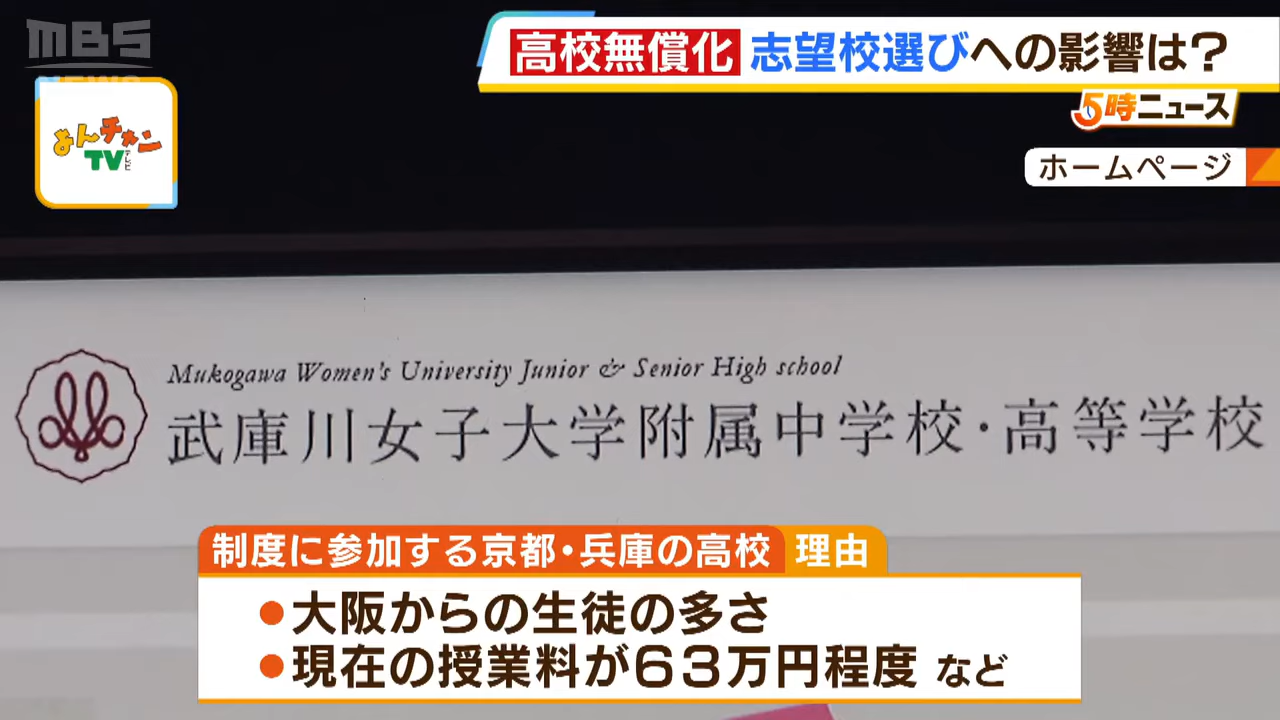 MBS
NEWS
高校無償化 志望校選びへの影響は？
5時ニュース
よんチャン
TV テレビ
ホームページ
Mukogawa Women's University Junior & Senior High school
武庫川女子大学附属中学校・高等学校
制度に参加する京都・兵庫の高校 理由
●大阪からの生徒の多さ
●現在の授業料が63万円程度 など